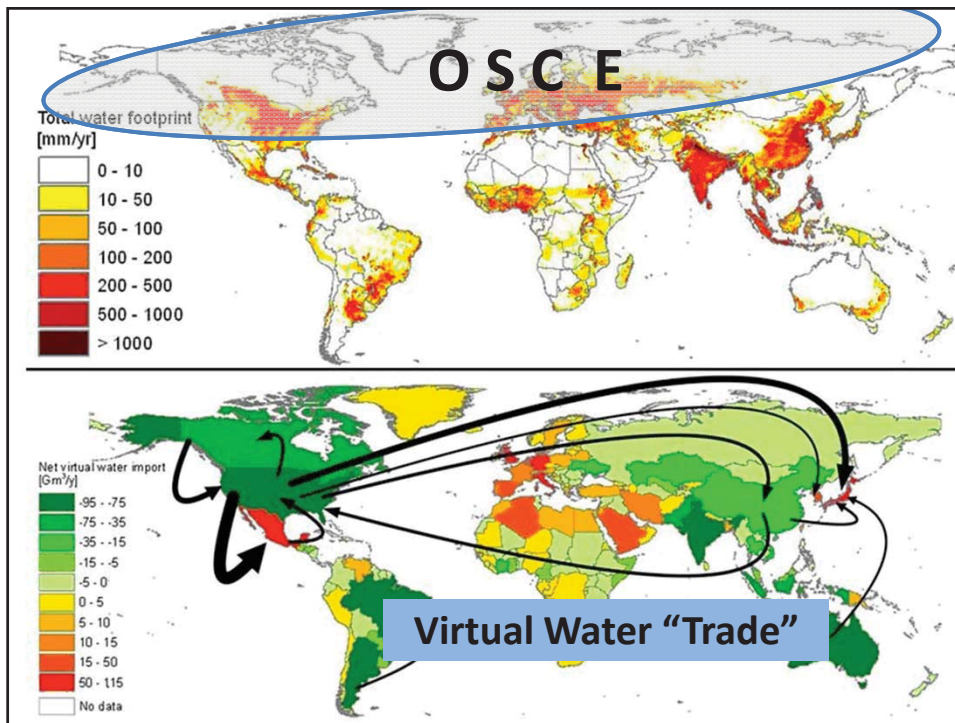 O S C E
Total water footprint
[mm/yr]
0 - 10
10 - 50
50 - 100
100 - 200
200 - 500
500 - 1000
> 1000
Net virtual water import
[Gm³/y]
-95 - -75
-75 - -35
-35 - -15
-15 - -5
-5 - 0
0 - 5
5 - 10
10 - 15
15 - 50
50 - 115
No data
Virtual Water “Trade”